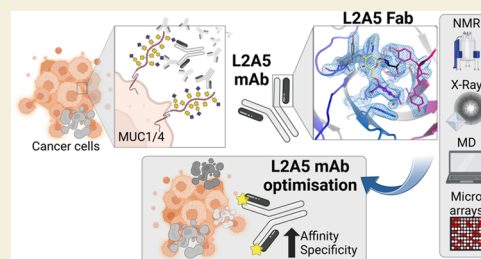 L2A5 Fab
NMR
L2A5
mAb
X-Ray
MUC1/4
Cancer cells
MD
L2A5 mAb
optimisation
Micro
arrays
Affinity
Specificity